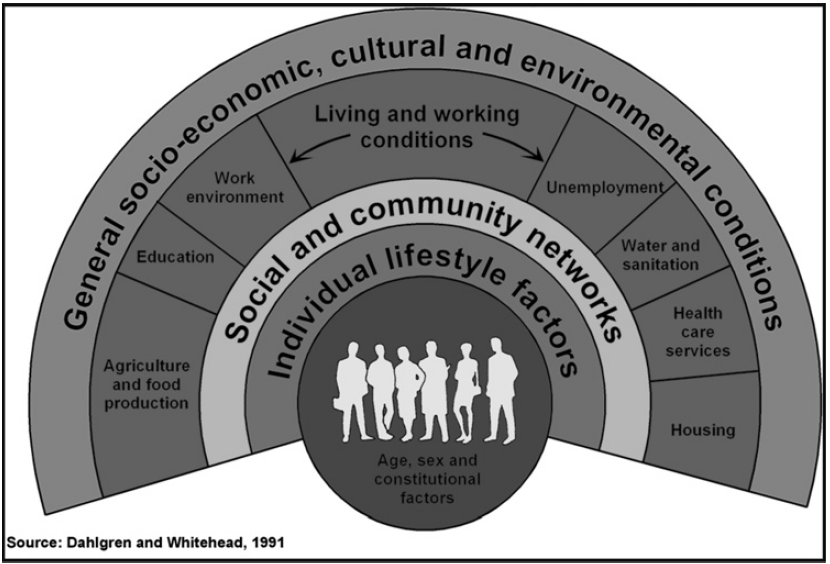 General socio-economic, cultural and environmental conditions
Living and working
conditions
Work
environment
Unemployment
Education
Water and
sanitation
Agriculture
and food
production
Health
care
services
Housing
Social and community networks
Individual lifestyle factors
Age, sex and
constitutional
factors
Source: Dahlgren and Whitehead, 1991